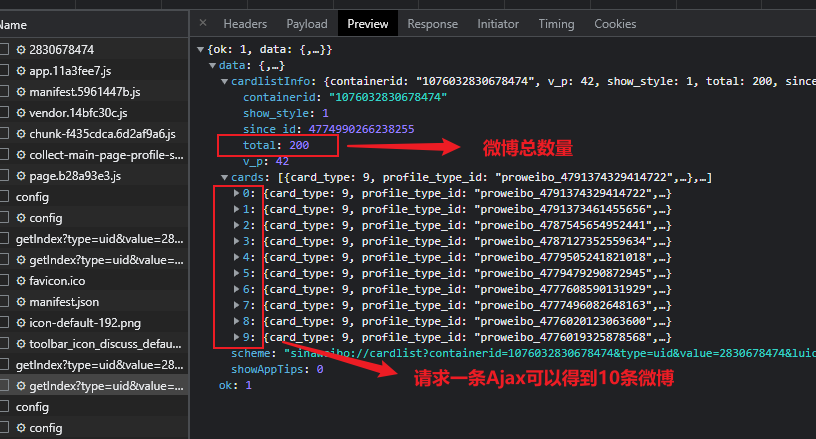 Name
× Headers Payload Preview Response Initiator Timing Cookies
2830678474
app.11a3fee7.js
manifest.5961447b.js
vendor.14bfc30c.js
chunk-f435cdca.6d2af9a6.js
collect-main-page-profile-s...
page.b28a93e3.js
config
config
getIndex?type=uid&value=28...
getIndex?type=uid&value=...
favicon.ico
manifest.json
icon-default-192.png
toolbar_icon_discuss_defau...
getIndex?type=uid&value=28...
getIndex?type=uid&value=...
config
config
{ok: 1, data: {,…}}
data: {,…}
cardlistInfo: {containerid: "1076032830678474", v_p: 42, show_style: 1, total: 200, since
containerid: "1076032830678474"
show_style: 1
since_id: 4774990266238255
total: 200
微博总数量
v_p: 42
cards: [{card_type: 9, profile_type_id: "proweibo_4791374329414722",…},…]
0: {card_type: 9, profile_type_id: "proweibo_4791374329414722",…}
1: {card_type: 9, profile_type_id: "proweibo_4791373461455656",…}
2: {card_type: 9, profile_type_id: "proweibo_4787545654952441",…}
3: {card_type: 9, profile_type_id: "proweibo_4787127352559634",…}
4: {card_type: 9, profile_type_id: "proweibo_4779505241821018",…}
5: {card_type: 9, profile_type_id: "proweibo_4779479290872945",…}
6: {card_type: 9, profile_type_id: "proweibo_4777608590131929",…}
7: {card_type: 9, profile_type_id: "proweibo_4777496082648163",…}
8: {card_type: 9, profile_type_id: "proweibo_4776020123063600",…}
9: {card_type: 9, profile_type_id: "proweibo_4776019325878568",…}
scheme: "sinaweibo://cardlist?containerid=1076032830678474&type=uid&value=2830678474&luic
showAppTips: 0
ok: 1
请求一条Ajax可以得到10条微博